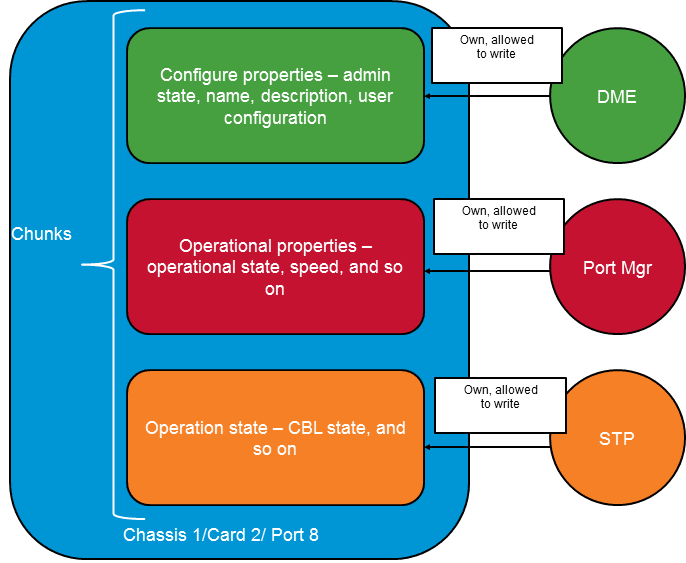 Own, allowed
to write
Configure properties – admin
state, name, description, user
configuration
DME
Own, allowed
to write
Chunks
Operational properties –
operational state, speed, and so
on
Port Mgr
Own, allowed
to write
Operation state – CBL state, and
so on
STP
Chassis 1/Card 2/ Port 8